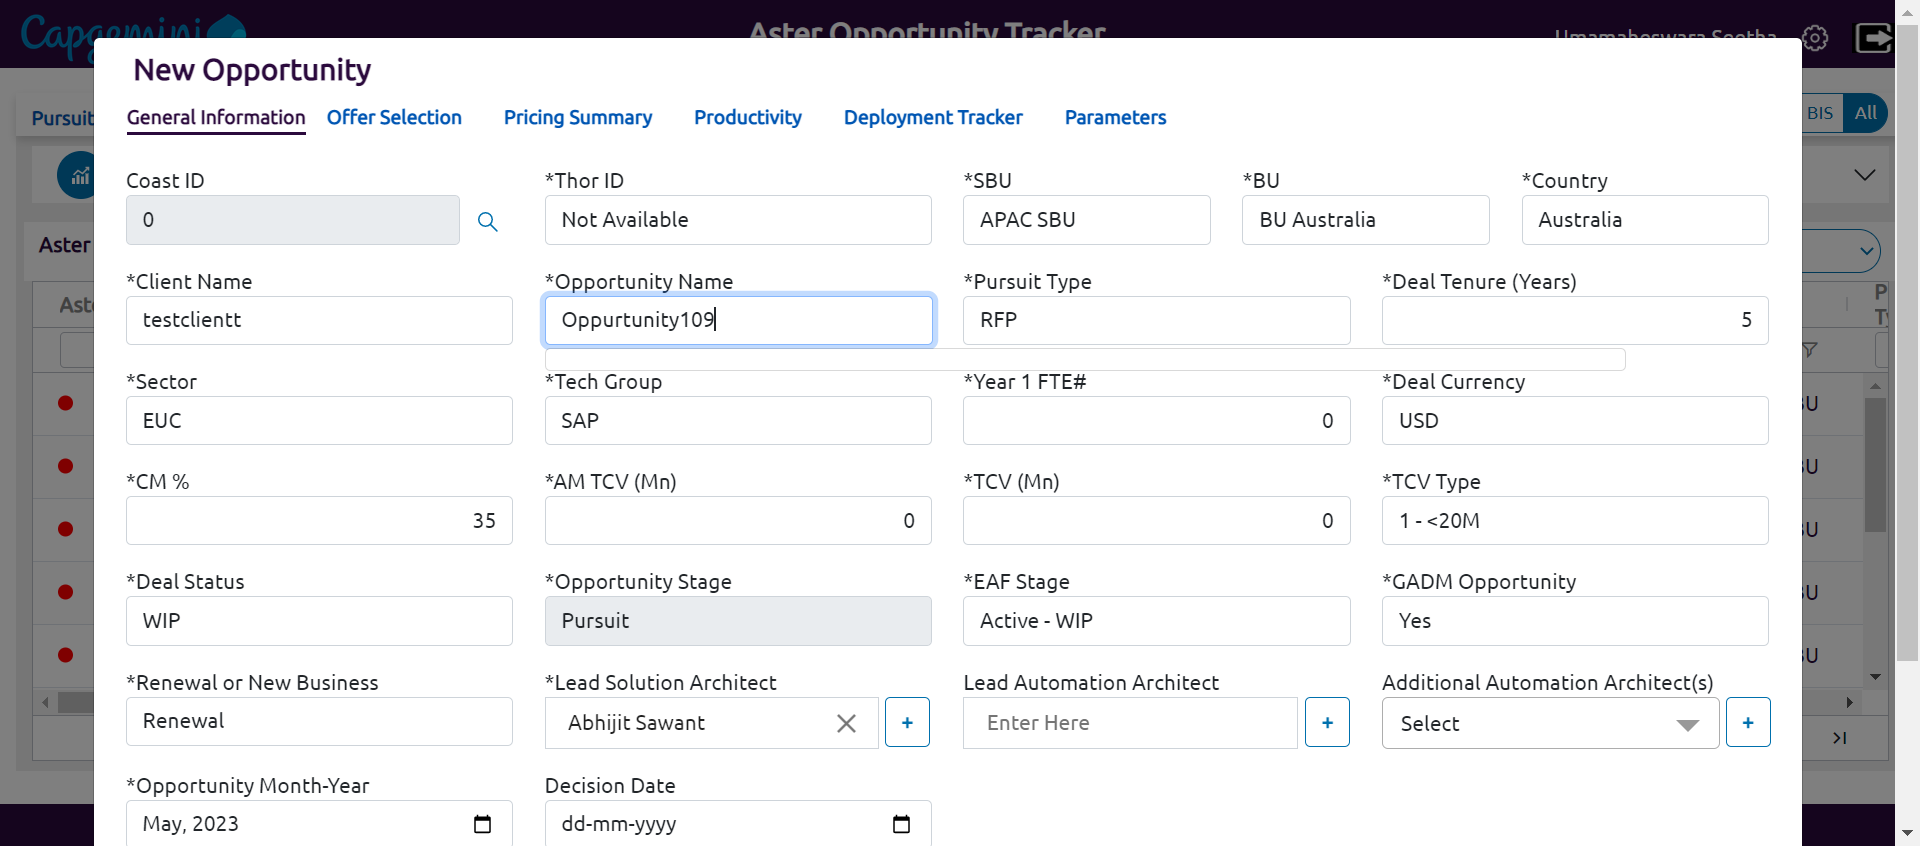 Capgemini
Aster Opportunity Tracker
Umamaheswara Seetha
New Opportunity
General Information
Offer Selection
Pricing Summary
Productivity
Deployment Tracker
Parameters
Pursuit
BIS
All
Coast ID
*Thor ID
*SBU
*BU
*Country
0
Not Available
APAC SBU
BU Australia
Australia
Aster
*Client Name
*Opportunity Name
*Pursuit Type
*Deal Tenure (Years)
testclientt
Oppurtunity109
RFP
5
*Sector
*Tech Group
*Year 1 FTE#
*Deal Currency
EUC
SAP
0
USD
*CM %
*AM TCV (Mn)
*TCV (Mn)
*TCV Type
35
0
0
1 - <20M
*Deal Status
*Opportunity Stage
*EAF Stage
*GADM Opportunity
WIP
Pursuit
Active - WIP
Yes
*Renewal or New Business
*Lead Solution Architect
Lead Automation Architect
Additional Automation Architect(s)
Renewal
Abhijit Sawant
+
Enter Here
+
Select
+
*Opportunity Month-Year
Decision Date
May, 2023
dd-mm-yyyy